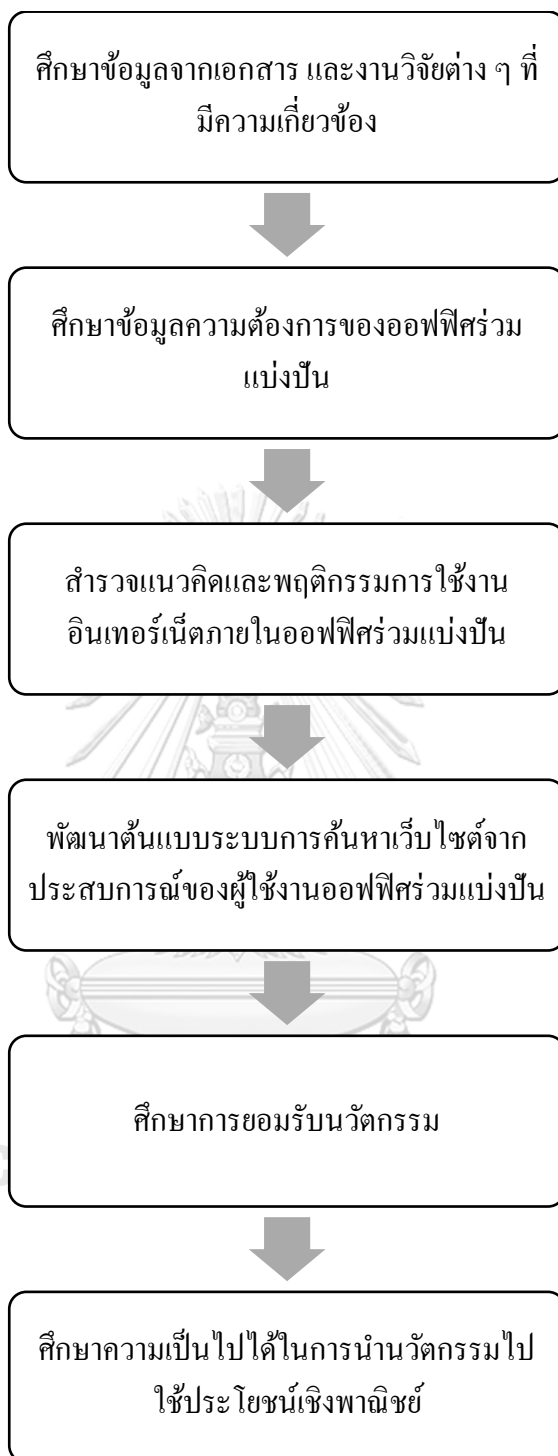 ศึกษาข้อมูลจากเอกสาร และงานวิจัยต่าง ๆ ที่
มีความเกี่ยวข้อง
ศึกษาข้อมูลความต้องการของออฟฟิศร่วม
แบ่งปัน
สำรวจแนวคิดและพฤติกรรมการใช้งาน
อินเทอร์เน็ตภายในออฟฟิศร่วมแบ่งปัน
พัฒนาต้นแบบระบบการค้นหาเว็บไซต์จาก
ประสบการณ์ของผู้ใช้งานออฟฟิศร่วมแบ่งปัน
ศึกษาการยอมรับนวัตกรรม
ศึกษาความเป็นไปได้ในการนำนวัตกรรมไป
ใช้ประโยชน์เชิงพาณิชย์